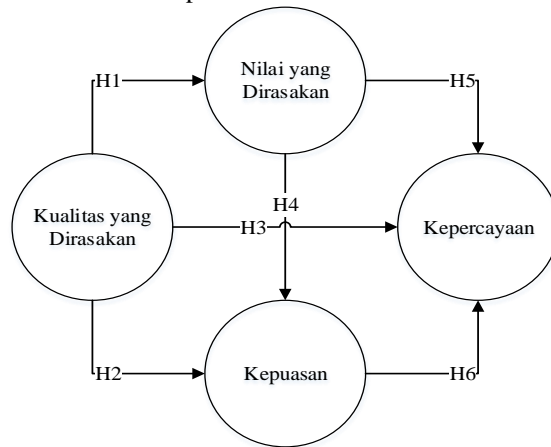 Nilai yang
Dirasakan
H1
H5
H4
Kualitas yang
Dirasakan
H3
Kepercayaan
H2
Kepuasan
H6